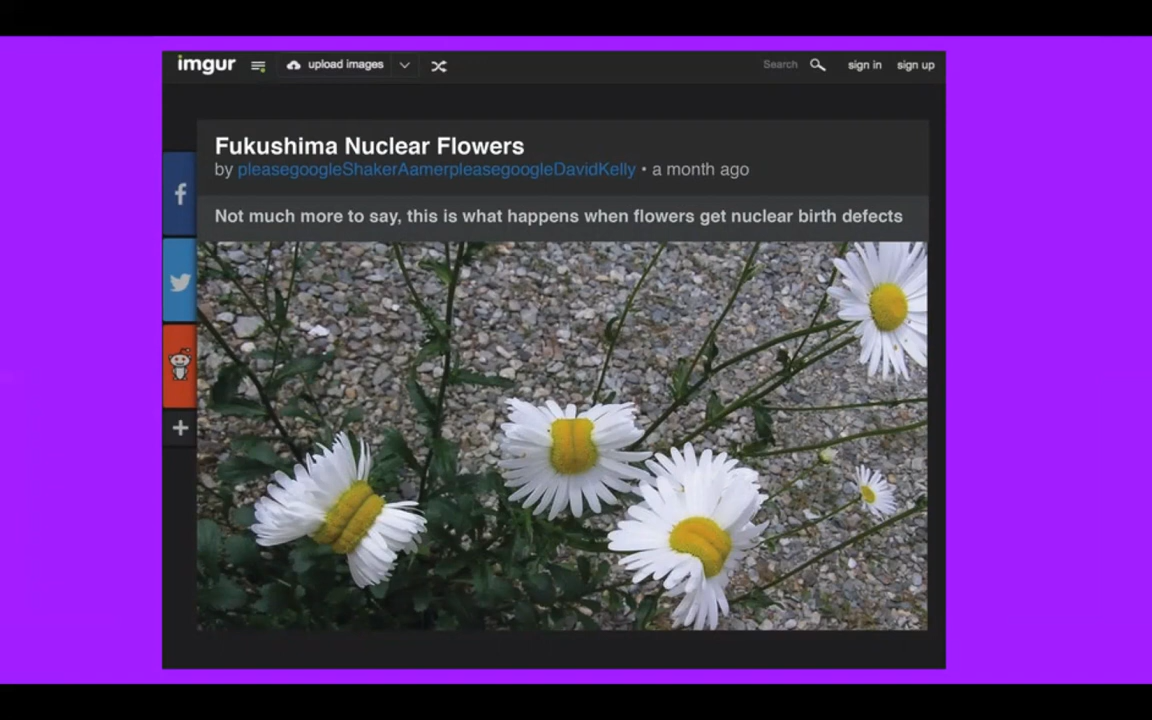 imgur upload images Search sign in sign up
Fukushima Nuclear Flowers
by pleasegoogleShakerAamerpleasegoogleDavidKelly • a month ago
Not much more to say, this is what happens when flowers get nuclear birth defects